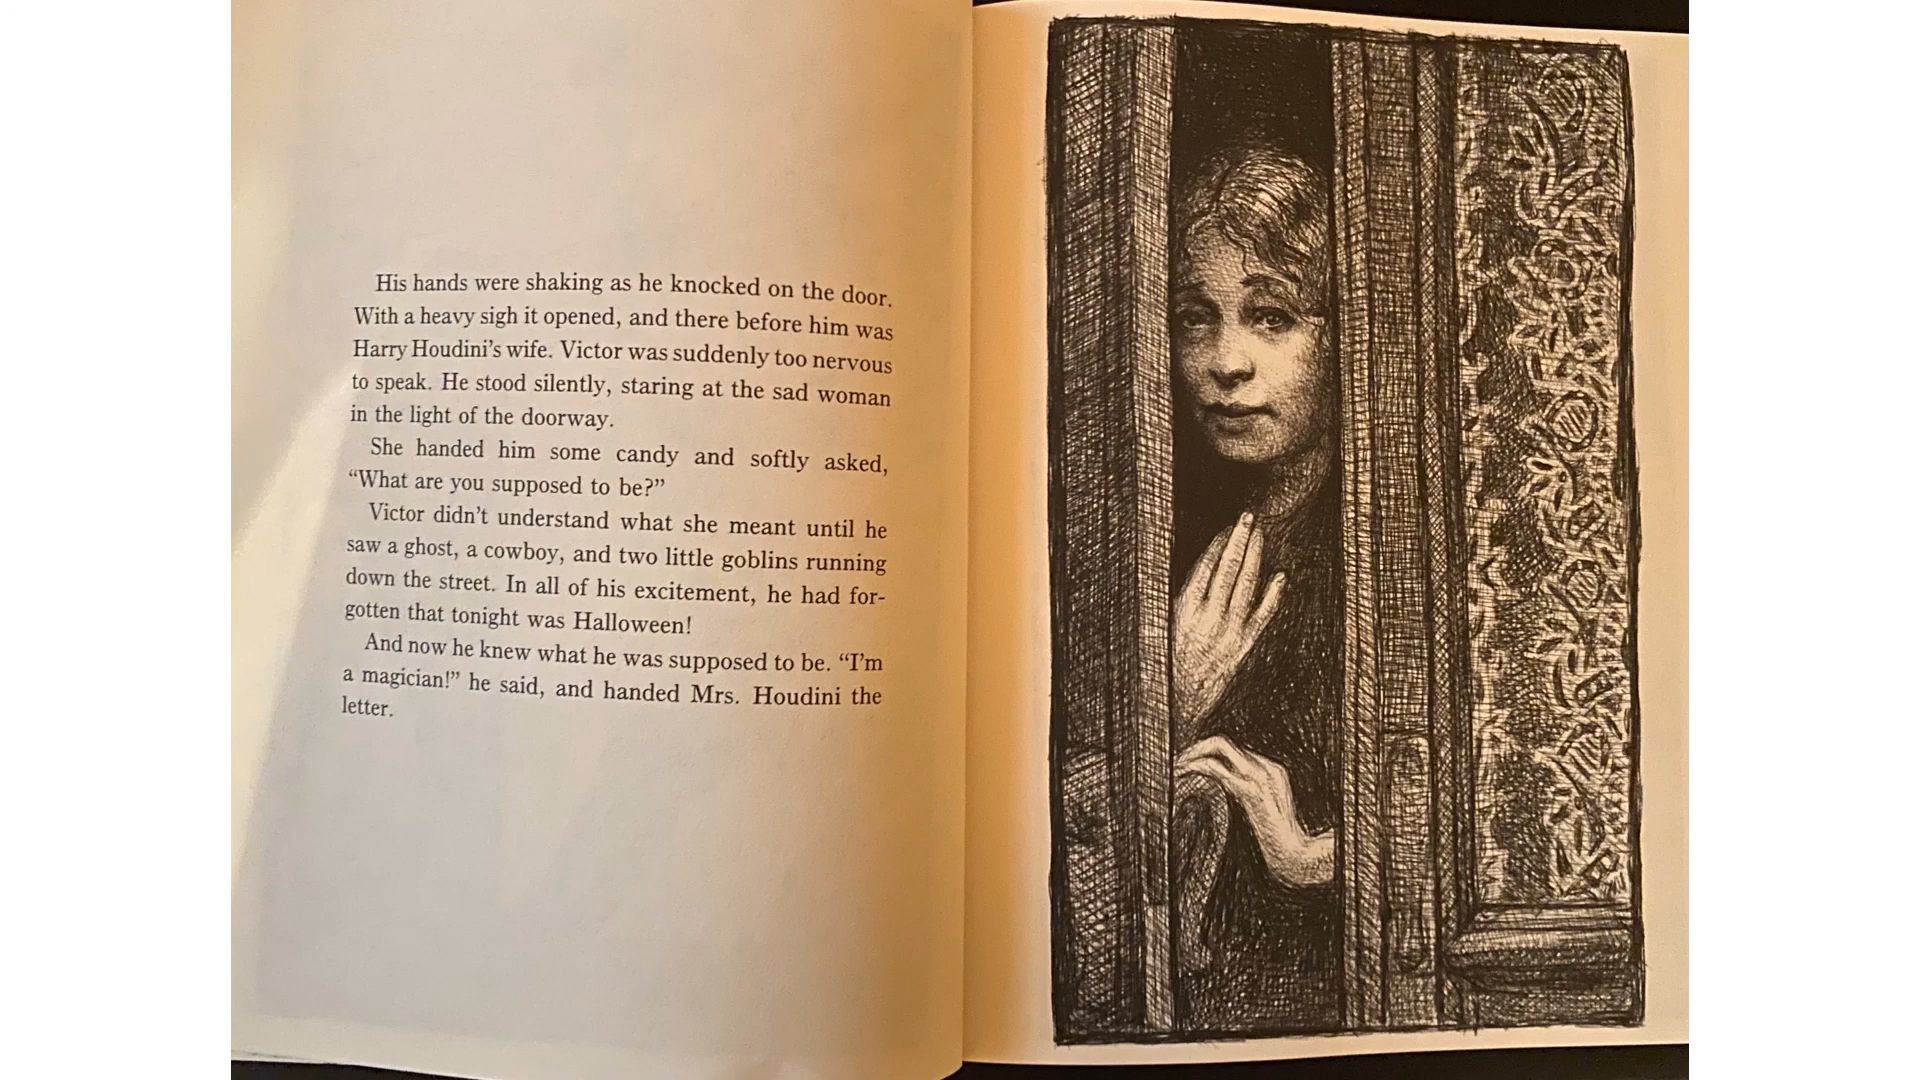 His hands were shaking as he knocked on the door.
With a heavy sigh it opened, and there before him was
Harry Houdini’s wife. Victor was suddenly too nervous
to speak. He stood silently, staring at the sad woman
in the light of the doorway.
She handed him some candy and softly asked,
“What are you supposed to be?”
Victor didn’t understand what she meant until he
saw a ghost, a cowboy, and two little goblins running
down the street. In all of his excitement, he had for-
gotten that tonight was Halloween!
And now he knew what he was supposed to be. “I’m
a magician!” he said, and handed Mrs. Houdini the
letter.